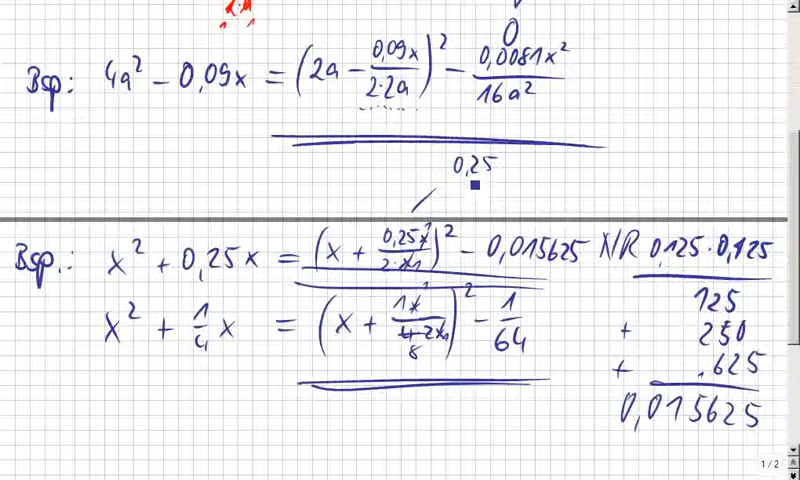 Bsp: 4a² - 0,09x = (2a - 0,09x/2·2a)² - 0,0081x²/16a²
0
0,25
Bsp.: x² + 0,25x = (x + 0,25x/2·x)² - 0,015625
x² + 1/4 x = (x + 1x/4·2x)² - 1/64
8
N/R 0,125·0,125
125
+ 250
+ .625
0,015625
1/2